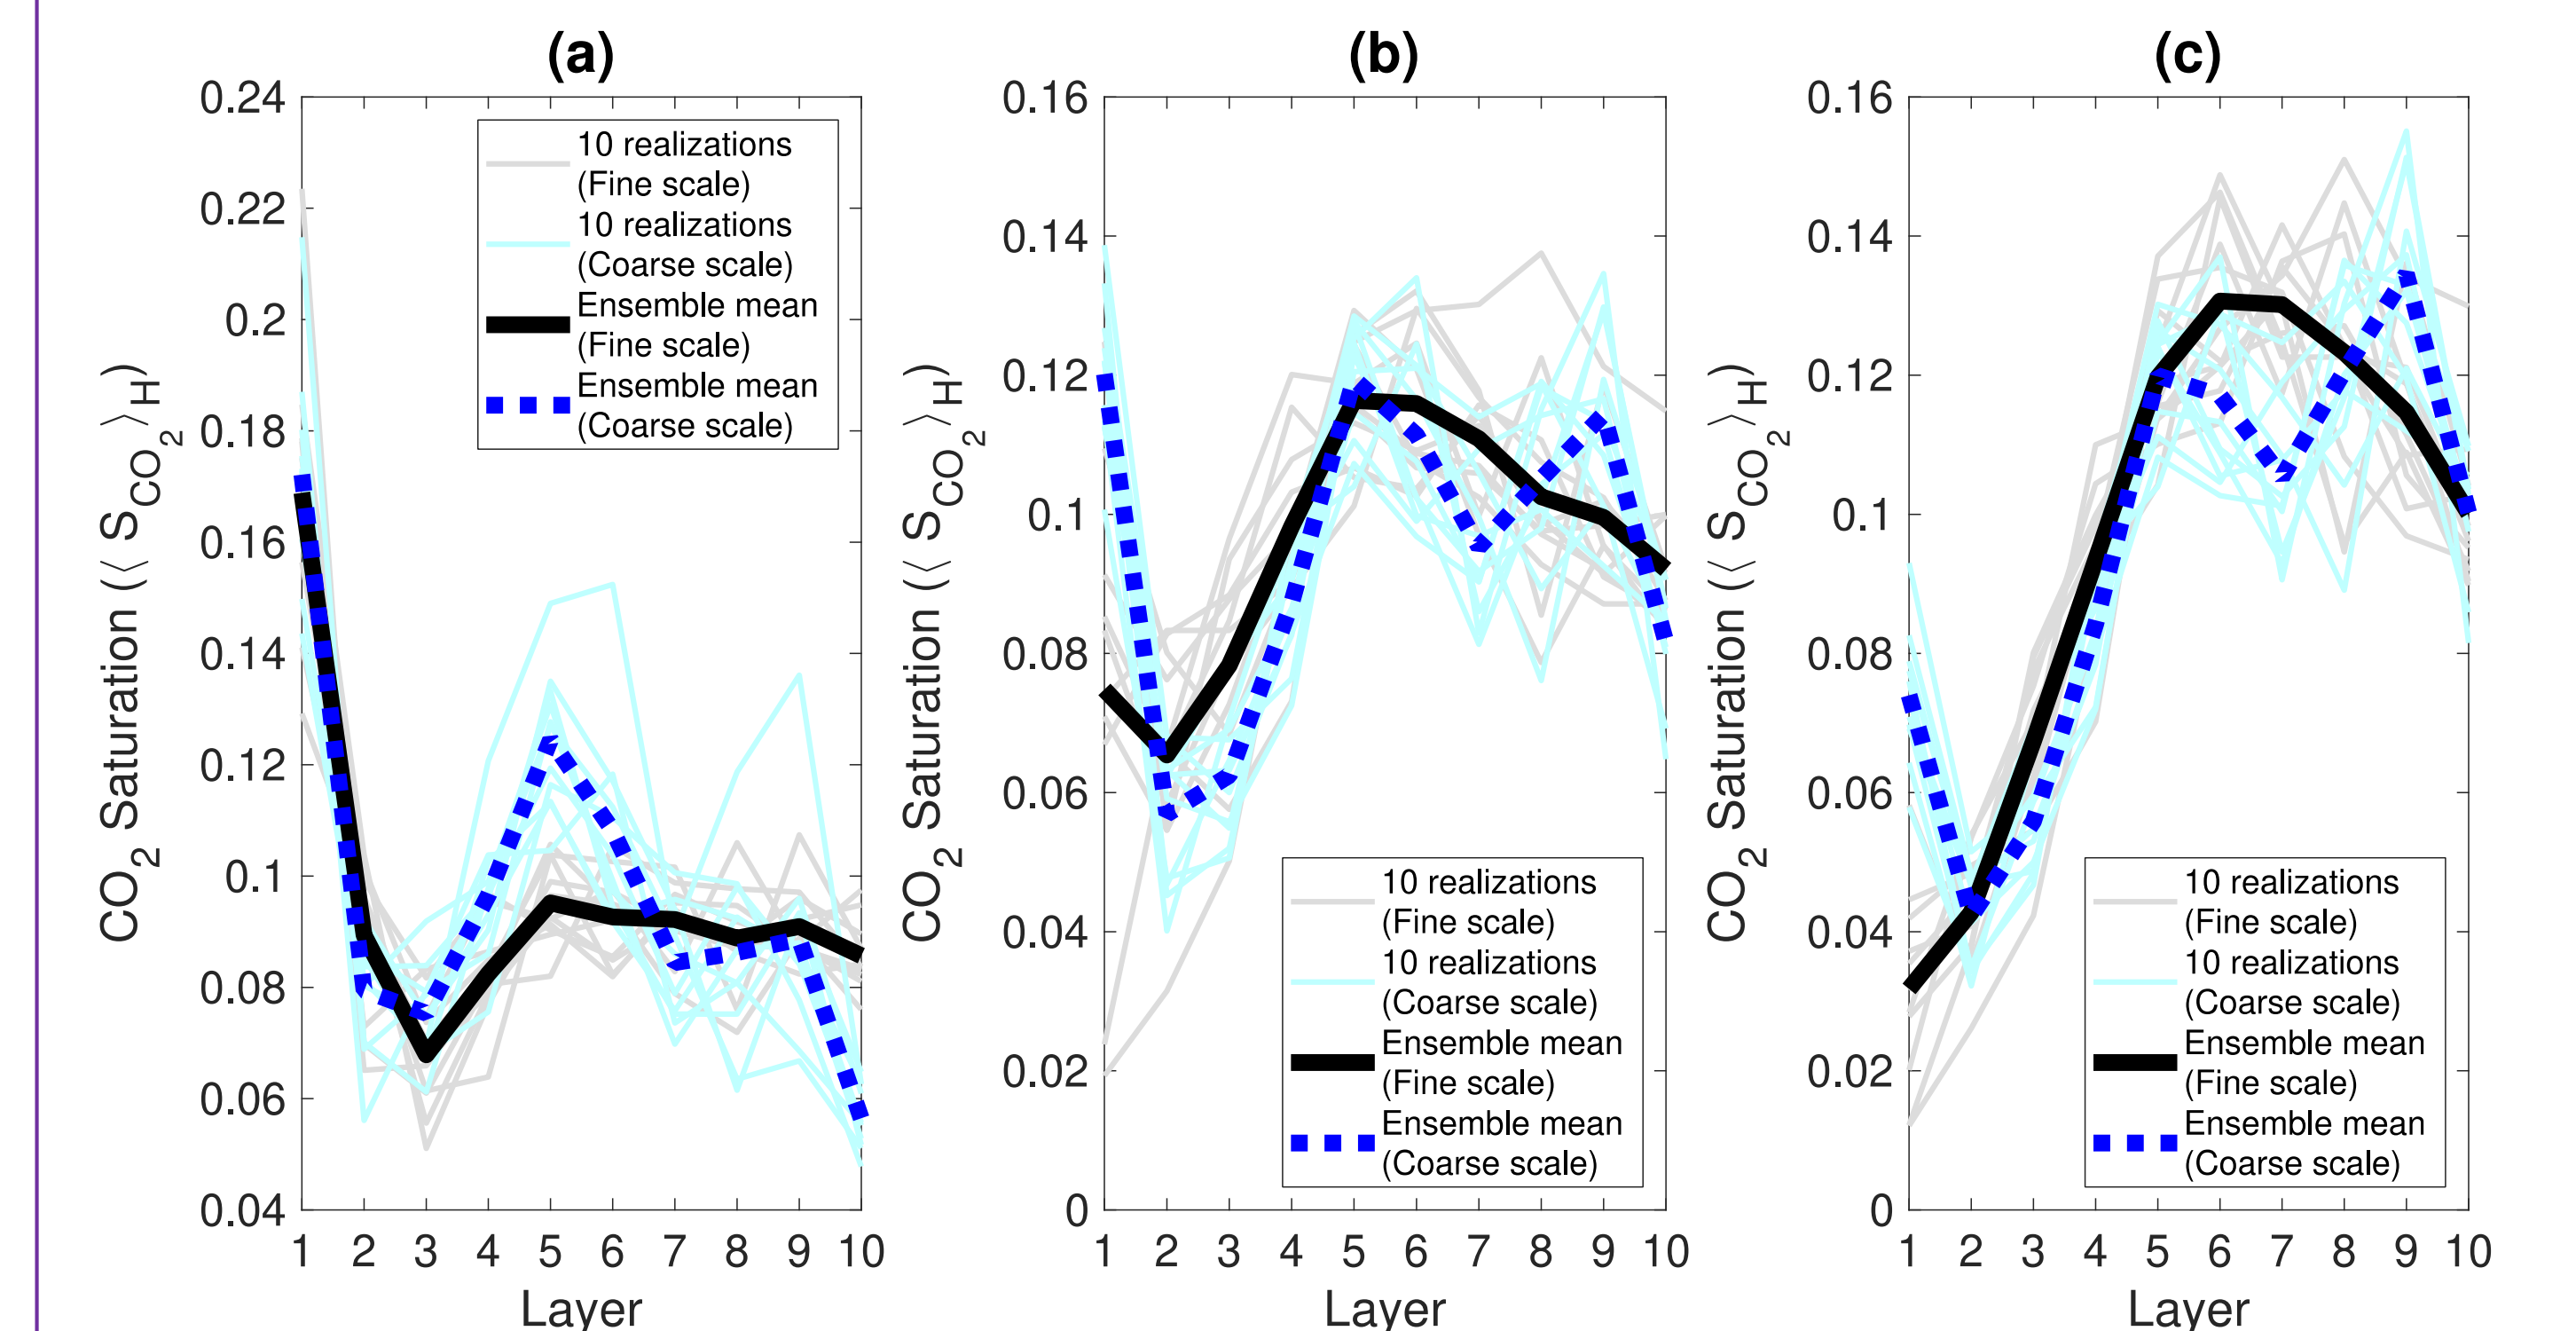 (a)
0.24
0.22
0.2
0.18
0.16
0.14
0.12
0.1
0.08
0.06
0.04
CO2 Saturation (⟨ SCO2 ⟩H)
1 2 3 4 5 6 7 8 9 10
Layer
10 realizations
(Fine scale)
10 realizations
(Coarse scale)
Ensemble mean
(Fine scale)
Ensemble mean
(Coarse scale)
(b)
0.16
0.14
0.12
0.1
0.08
0.06
0.04
0.02
0
CO2 Saturation (⟨ SCO2 ⟩H)
1 2 3 4 5 6 7 8 9 10
Layer
10 realizations
(Fine scale)
10 realizations
(Coarse scale)
Ensemble mean
(Fine scale)
Ensemble mean
(Coarse scale)
(c)
0.16
0.14
0.12
0.1
0.08
0.06
0.04
0.02
0
CO2 Saturation (⟨ SCO2 ⟩H)
1 2 3 4 5 6 7 8 9 10
Layer
10 realizations
(Fine scale)
10 realizations
(Coarse scale)
Ensemble mean
(Fine scale)
Ensemble mean
(Coarse scale)